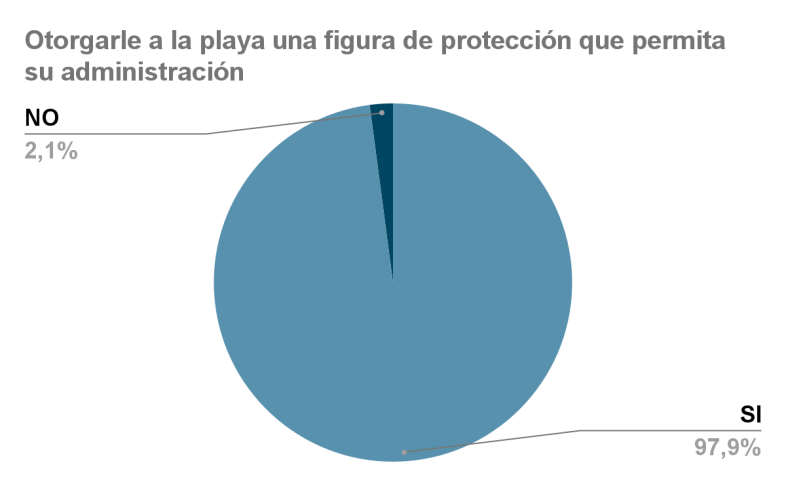 Otorgarle a la playa una figura de protección que permita
su administración
NO
2,1%
SI
97,9%